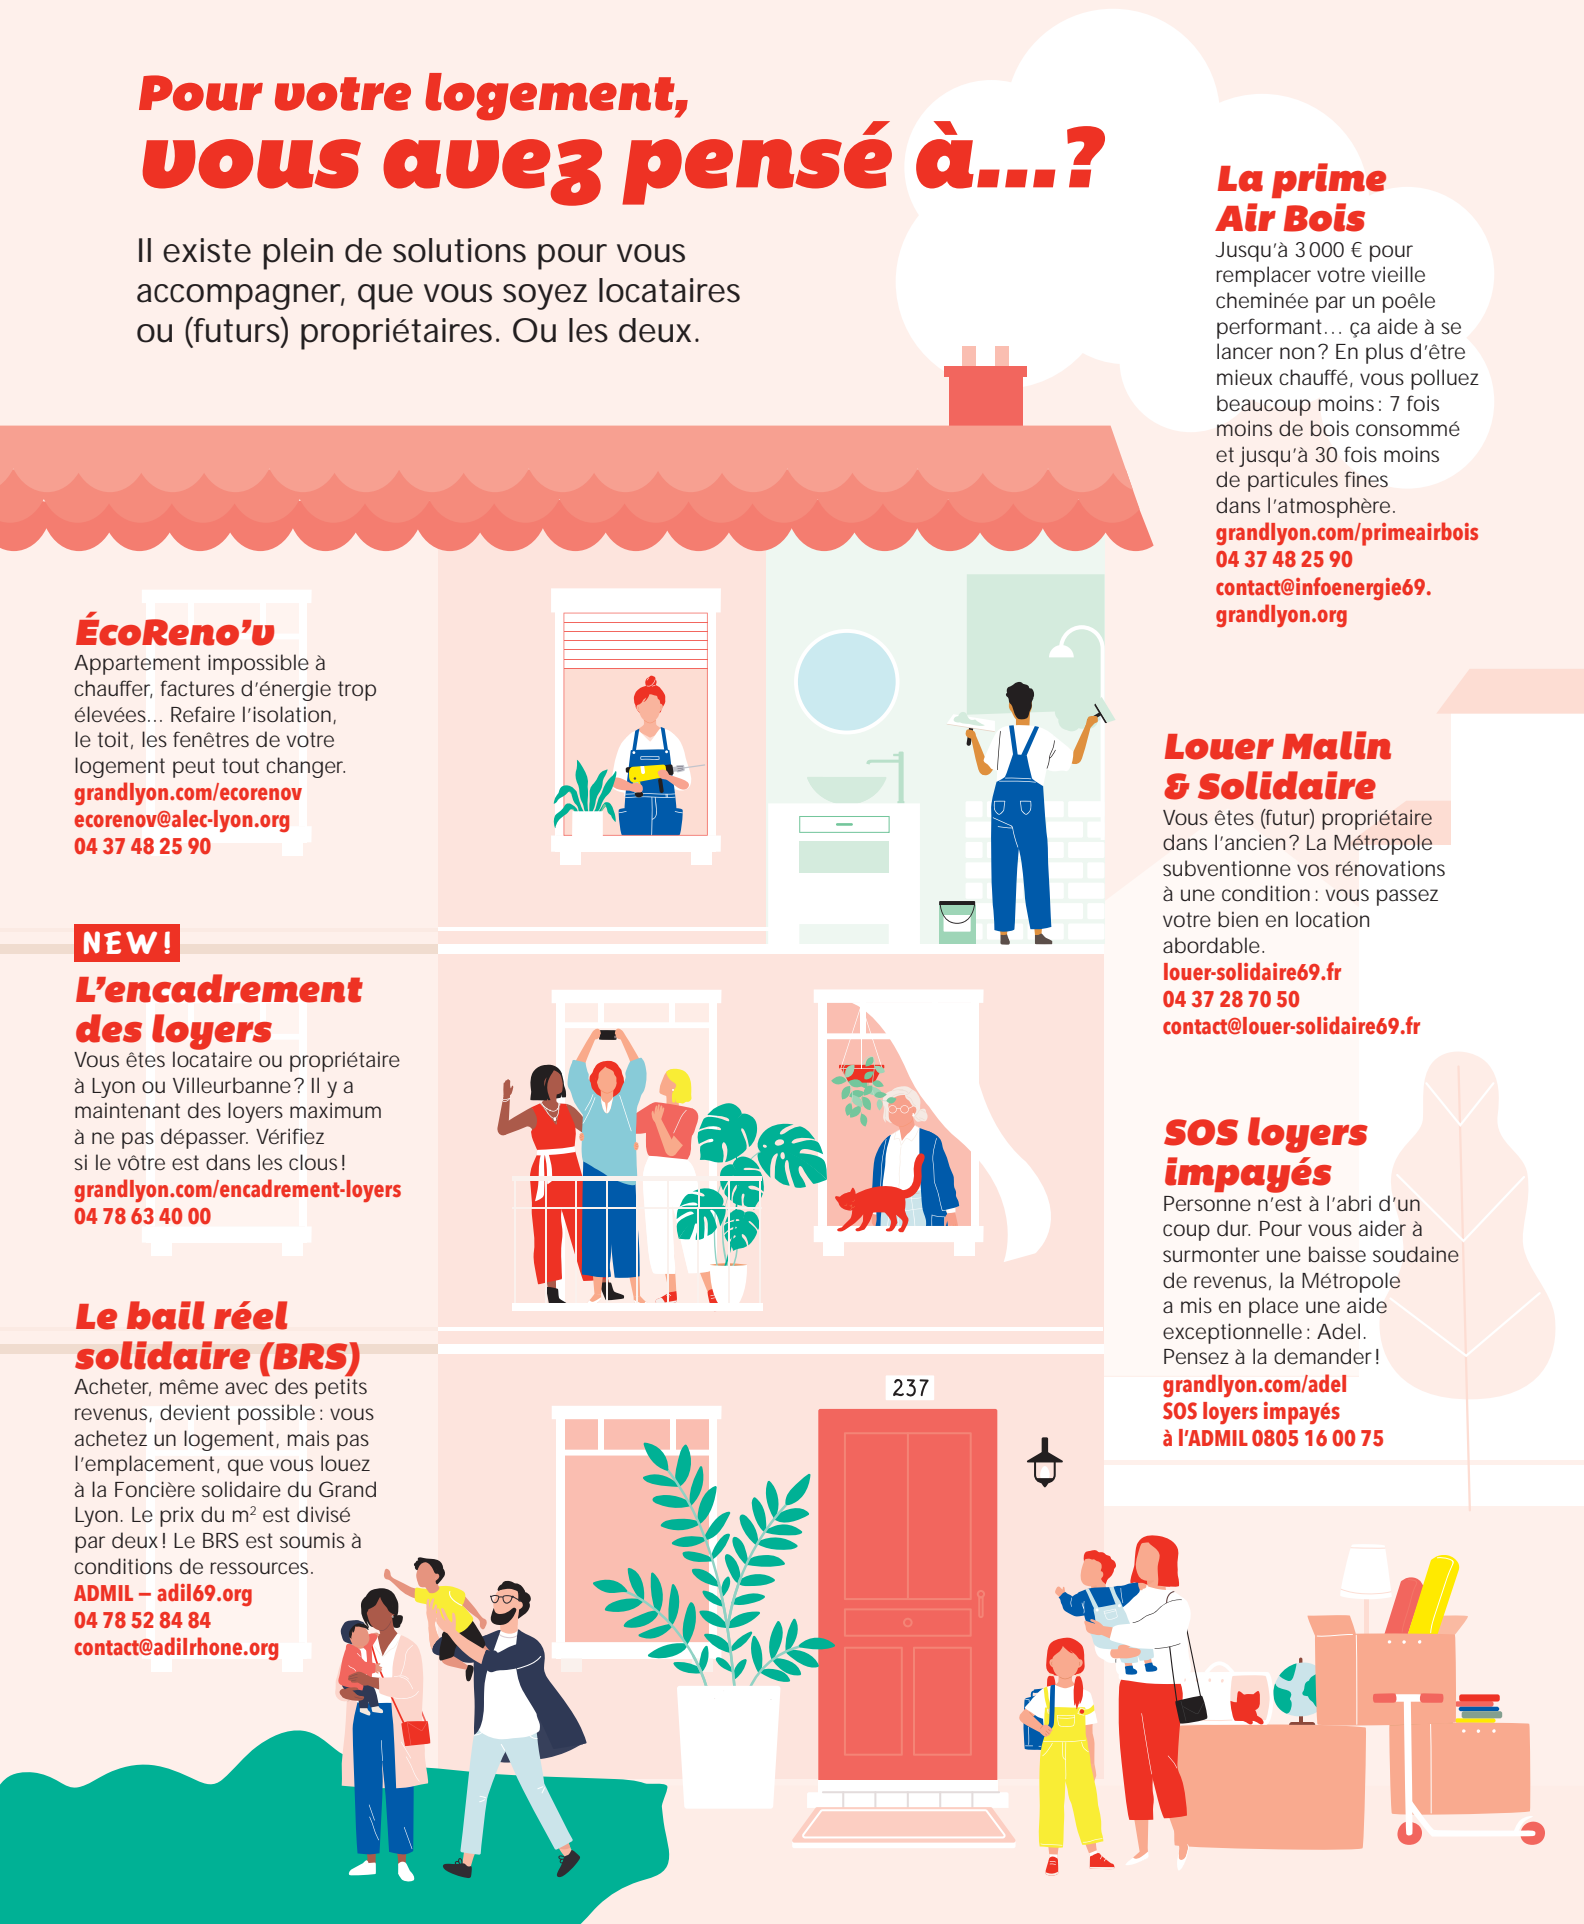 Pour votre logement,
vous avez pensé à...?
Il existe plein de solutions pour vous
accompagner, que vous soyez locataires
ou (futurs) propriétaires. Ou les deux.
ÉcoReno’v
Appartement impossible à
chauffer, factures d’énergie trop
élevées... Refaire l’isolation,
le toit, les fenêtres de votre
logement peut tout changer.
grandlyon.com/ecorenov
ecorenov@alec-lyon.org
04 37 48 25 90
NEW!
L’encadrement
des loyers
Vous êtes locataire ou propriétaire
à Lyon ou Villeurbanne ? Il y a
maintenant des loyers maximum
à ne pas dépasser. Vérifiez
si le vôtre est dans les clous !
grandlyon.com/encadrement-loyers
04 78 63 40 00
Le bail réel
solidaire (BRS)
Acheter, même avec des petits
revenus, devient possible : vous
achetez un logement, mais pas
l’emplacement, que vous louez
à la Foncière solidaire du Grand
Lyon. Le prix du m² est divisé
par deux ! Le BRS est soumis à
conditions de ressources.
ADMIL – adil69.org
04 78 52 84 84
contact@adilrhone.org
237
La prime
Air Bois
Jusqu’à 3 000 € pour
remplacer votre vieille
cheminée par un poêle
performant... ça aide à se
lancer non ? En plus d’être
mieux chauffé, vous polluez
beaucoup moins : 7 fois
moins de bois consommé
et jusqu’à 30 fois moins
de particules fines
dans l’atmosphère.
grandlyon.com/primeairbois
04 37 48 25 90
contact@infoenergie69.
grandlyon.org
Louer Malin
& Solidaire
Vous êtes (futur) propriétaire
dans l’ancien ? La Métropole
subventionne vos rénovations
à une condition : vous passez
votre bien en location
abordable.
louer-solidaire69.fr
04 37 28 70 50
contact@louer-solidaire69.fr
SOS loyers
impayés
Personne n’est à l’abri d’un
coup dur. Pour vous aider à
surmonter une baisse soudaine
de revenus, la Métropole
a mis en place une aide
exceptionnelle : Adel.
Pensez à la demander !
grandlyon.com/adel
SOS loyers impayés
à l’ADMIL 0805 16 00 75